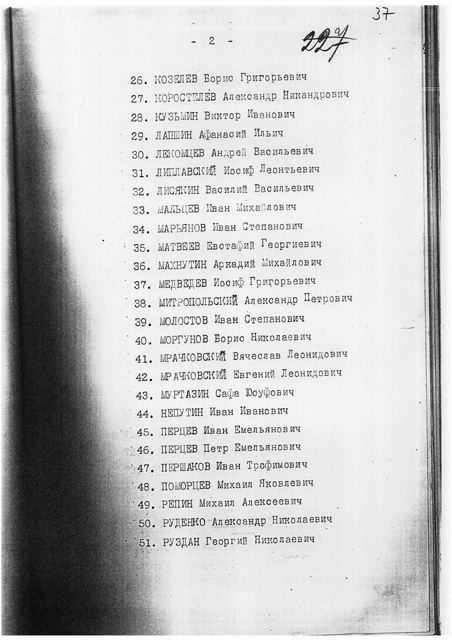 37
- 2 -
227
26. КОЗЕЛЕВ Борис Григорьевич
27. КОРОСТЕЛЕВ Александр Никандрович
28. КУЗЬМИН Виктор Иванович
29. ЛАПШИН Афанасий Ильич
30. ЛЕКОМЦЕВ Андрей Васильевич
31. ЛИПЛАВСКИЙ Иосиф Леонтьевич
32. ЛИСЯКИН Василий Васильевич
33. МАЛЬЦЕВ Иван Михайлович
34. МАРЬЯНОВ Иван Степанович
35. МАТВЕЕВ Евстафий Георгиевич
36. МАХНУТИН Аркадий Михайлович
37. МЕДВЕДЕВ Иосиф Григорьевич
38. МИТРОПОЛЬСКИЙ Александр Петрович
39. МОЛОСТОВ Иван Степанович
40. МОРГУНОВ Борис Николаевич
41. МРАЧКОВСКИЙ Вячеслав Леонидович
42. МРАЧКОВСКИЙ Евгений Леонидович
43. МУРТАЗИН Сафа Юсуфович
44. НЕПУТИН Иван Иванович
45. ПЕРЦЕВ Иван Емельянович
46. ПЕРЦЕВ Петр Емельянович
47. ПЕРШАКОВ Иван Трофимович
48. ПОМОРЦЕВ Михаил Яковлевич
49. РЕПИН Михаил Алексеевич
50. РУДЕНКО Александр Николаевич
51. РУЗДАН Георгий Николаевич